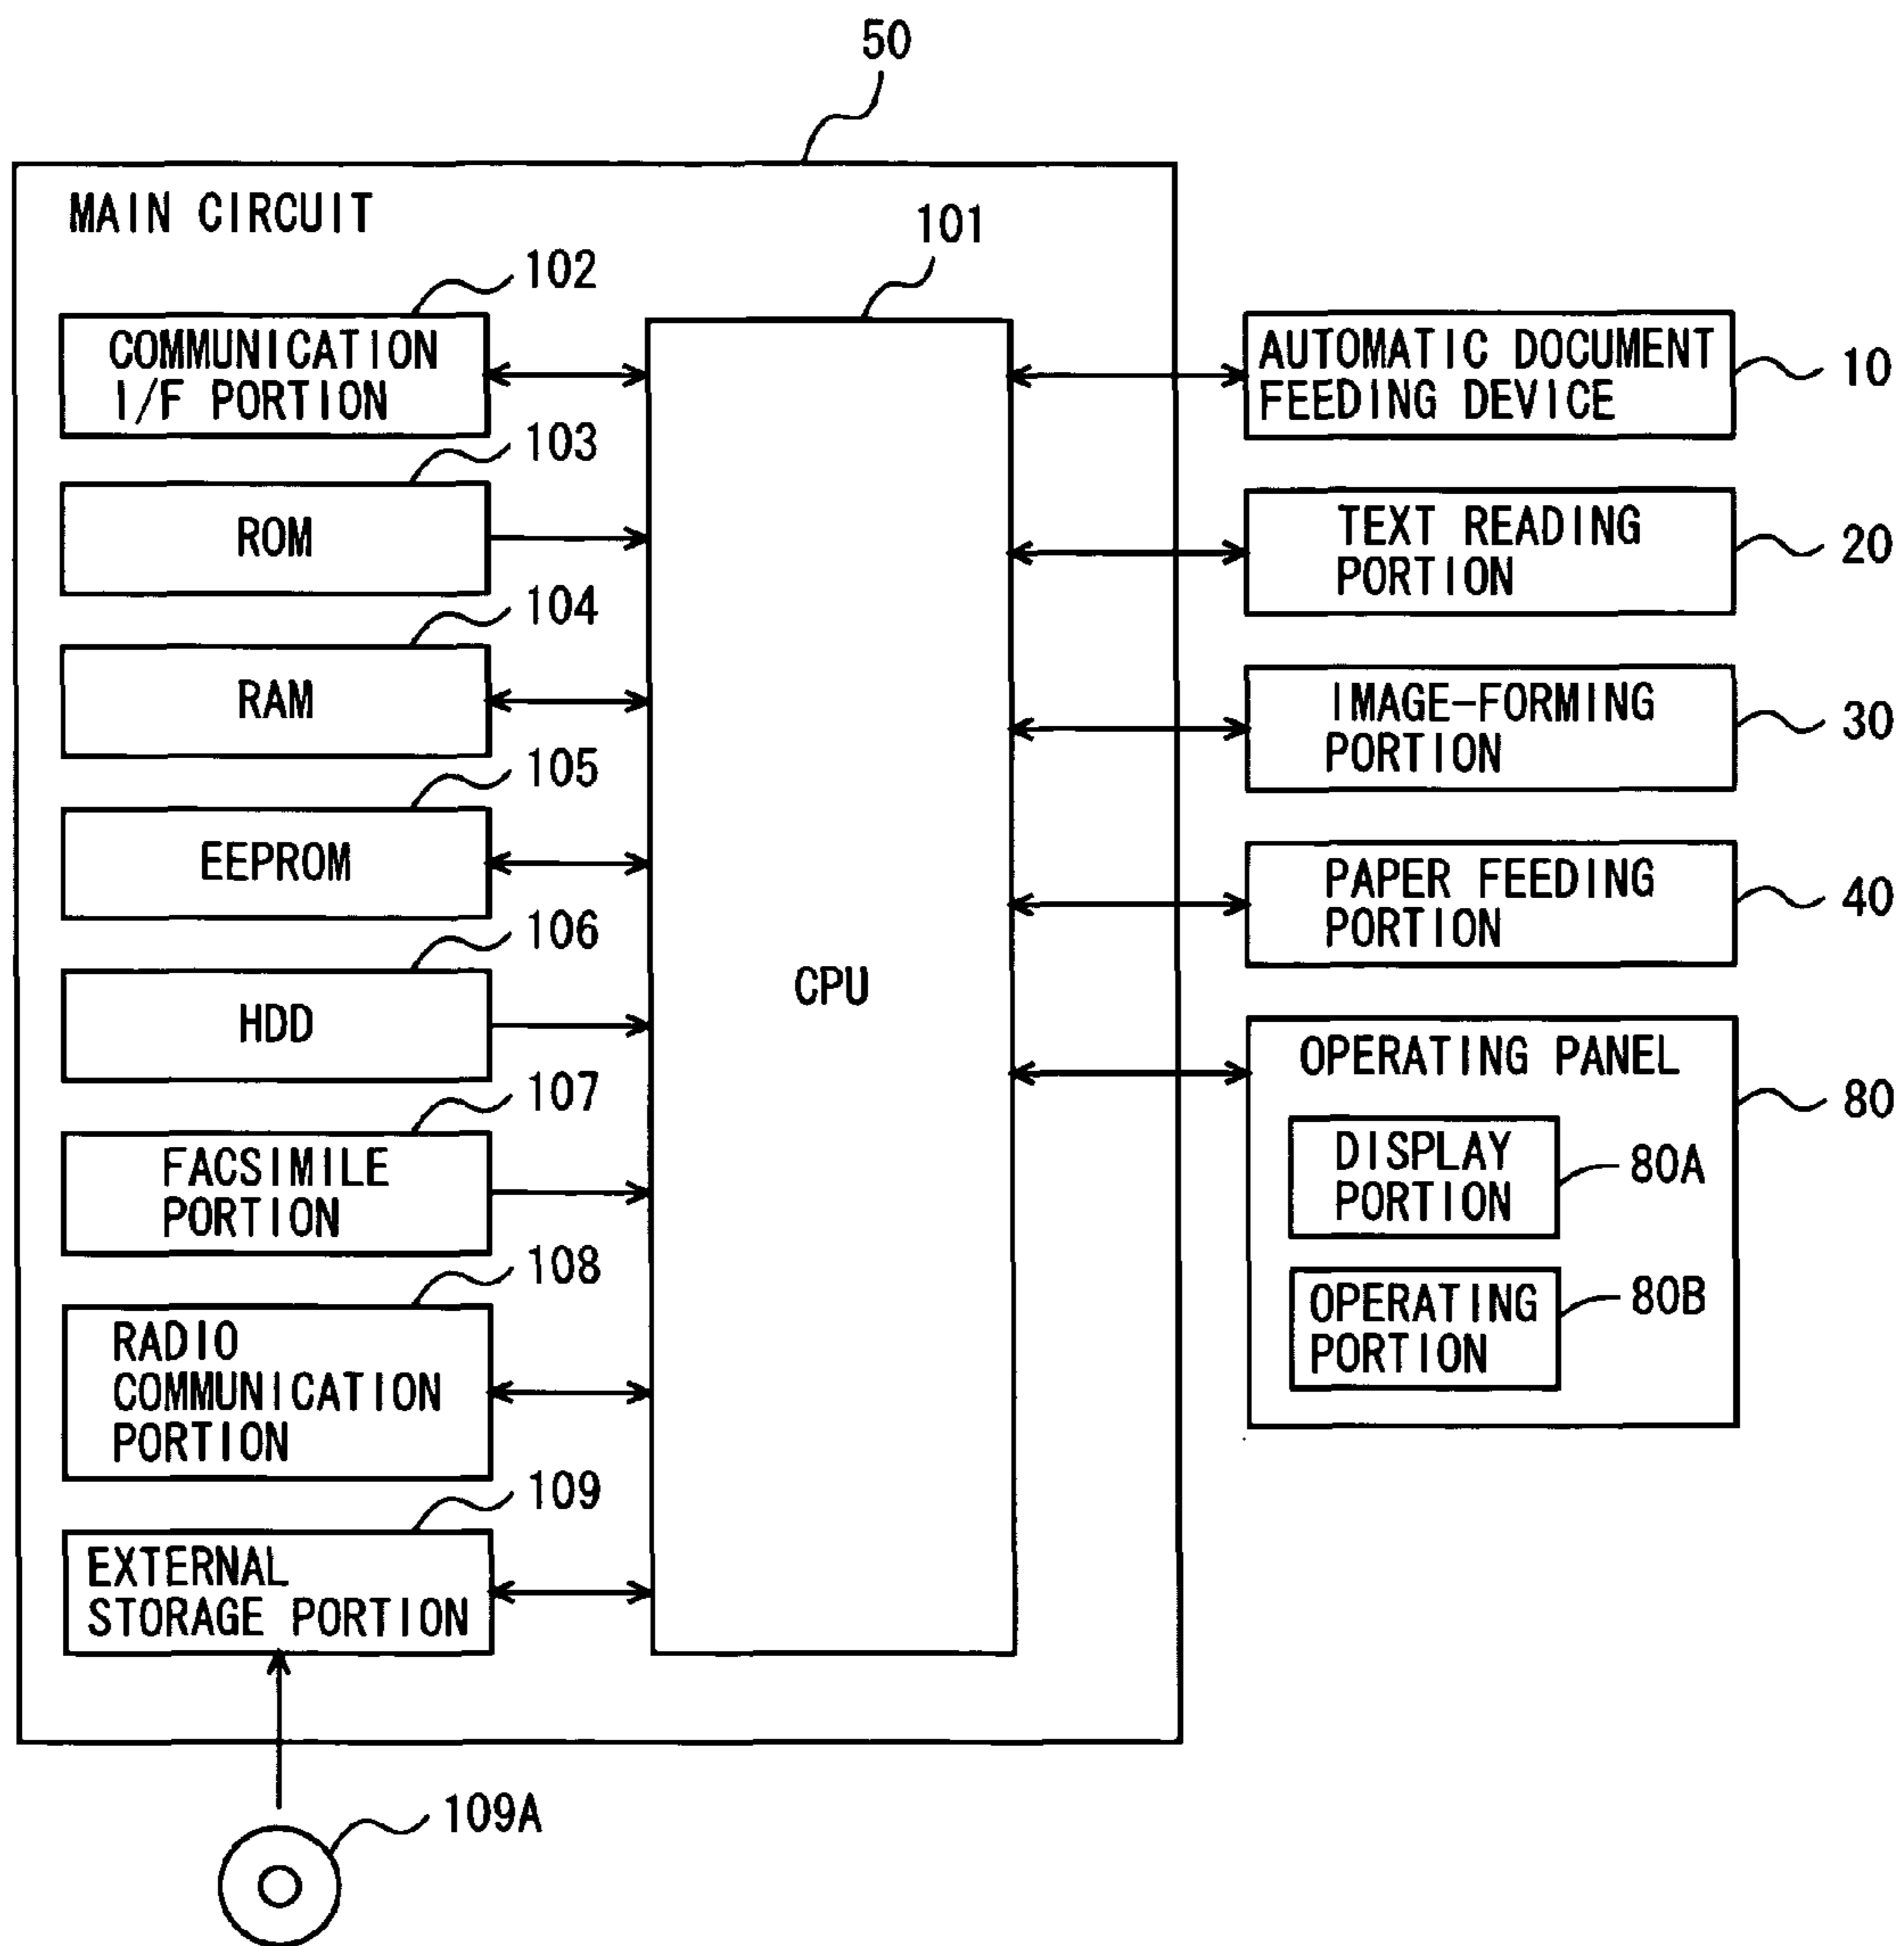 50
MAIN CIRCUIT
101
102
COMMUNICATION
I/F PORTION
103
ROM
104
RAM
105
EEPROM
106
HDD
107
FACSIMILE
PORTION
108
RADIO
COMMUNICATION
PORTION
109
EXTERNAL
STORAGE PORTION
109A
CPU
AUTOMATIC DOCUMENT
FEEDING DEVICE
10
TEXT READING
PORTION
20
IMAGE-FORMING
PORTION
30
PAPER FEEDING
PORTION
40
OPERATING PANEL
80
DISPLAY
PORTION
80A
OPERATING
PORTION
80B